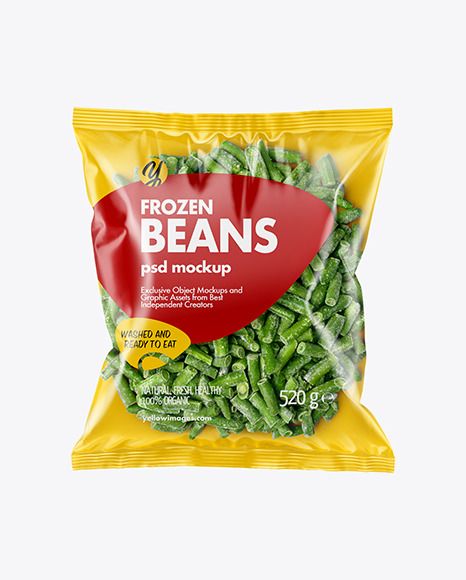 FROZEN
BEANS
psd mockup
Exclusive Object Mockups and
Graphic Assets from Best
Independent Creators
WASHED AND
READY TO EAT
NATURAL, FRESH, HEALTHY
100% ORGANIC
yellowimages.com
520 g ℮